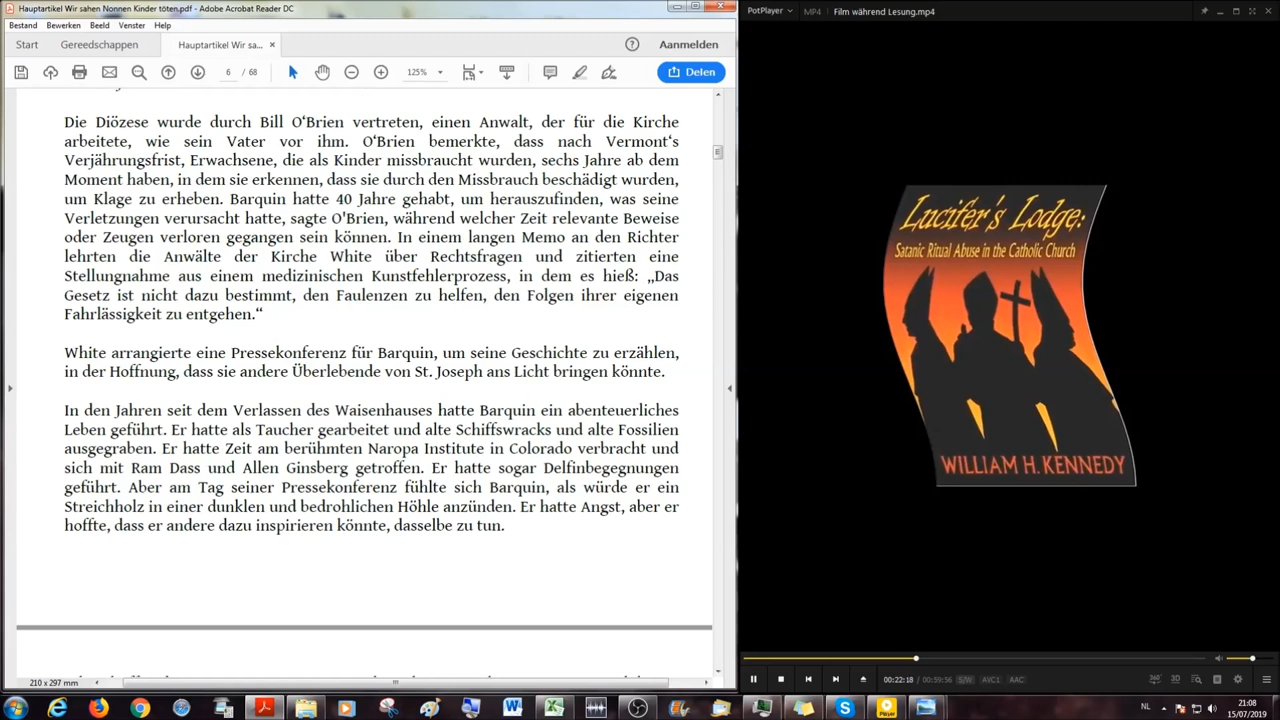 Hauptartikel Wir sahen Nonnen Kinder töten.pdf - Adobe Acrobat Reader DC
Bestand Bewerken Beeld Venster Help
Start Gereedschappen Hauptartikel Wir sa... × Aanmelden
6 / 68 125% Delen
Die Diözese wurde durch Bill O‘Brien vertreten, einen Anwalt, der für die Kirche
arbeitete, wie sein Vater vor ihm. O‘Brien bemerkte, dass nach Vermont‘s
Verjährungsfrist, Erwachsene, die als Kinder missbraucht wurden, sechs Jahre ab dem
Moment haben, in dem sie erkennen, dass sie durch den Missbrauch beschädigt wurden,
um Klage zu erheben. Barquin hatte 40 Jahre gehabt, um herauszufinden, was seine
Verletzungen verursacht hatte, sagte O'Brien, während welcher Zeit relevante Beweise
oder Zeugen verloren gegangen sein können. In einem langen Memo an den Richter
lehrten die Anwälte der Kirche White über Rechtsfragen und zitierten eine
Stellungnahme aus einem medizinischen Kunstfehlerprozess, in dem es hieß: „Das
Gesetz ist nicht dazu bestimmt, den Faulenzen zu helfen, den Folgen ihrer eigenen
Fahrlässigkeit zu entgehen.“
White arrangierte eine Pressekonferenz für Barquin, um seine Geschichte zu erzählen,
in der Hoffnung, dass sie andere Überlebende von St. Joseph ans Licht bringen könnte.
In den Jahren seit dem Verlassen des Waisenhauses hatte Barquin ein abenteuerliches
Leben geführt. Er hatte als Taucher gearbeitet und alte Schiffswracks und alte Fossilien
ausgegraben. Er hatte Zeit am berühmten Naropa Institute in Colorado verbracht und
sich mit Ram Dass und Allen Ginsberg getroffen. Er hatte sogar Delfinbegegnungen
geführt. Aber am Tag seiner Pressekonferenz fühlte sich Barquin, als würde er ein
Streichholz in einer dunklen und bedrohlichen Höhle anzünden. Er hatte Angst, aber er
hoffte, dass er andere dazu inspirieren könnte, dasselbe zu tun.
210 x 297 mm
PotPlayer MP4 Film während Lesung.mp4
Lucifer's Lodge:
Satanic Ritual Abuse in the Catholic Church
WILLIAM H. KENNEDY
00:22:18 00:59:56 S/W AVC1 AAC
360° 3D
NL 21:08
15/07/2019